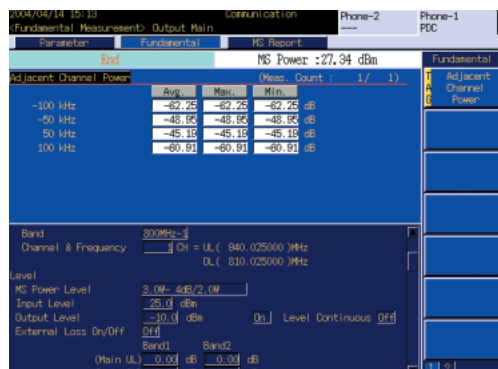 2004/04/14 15:13 Communication Phone-2 Phone-1
<Fundamental Measurement> Output Main ---- PDC
Parameter Fundamental MS Report
End MS Power :27.34 dBm Fundamental
Adjacent Channel Power (Meas. Count : 1/ 1)
TAG Adjacent Channel Power
Avg. Max. Min.
-100 kHz -62.25 -62.25 -62.25 dB
-50 kHz -48.95 -48.95 -48.95 dB
50 kHz -45.19 -45.19 -45.19 dB
100 kHz -60.91 -60.91 -60.91 dB
Band 800MHz-1
Channel & Frequency 1 CH = UL( 940.025000 )MHz
DL( 810.025000 )MHz
Level
MS Power Level 3.0W- 4dB/2.0W
Input Level 25.0 dBm
Output Level -10.0 dBm On Level Continuous Off
External Loss On/Off Off
Band1 Band2
(Main UL) 0.00 dB 0.00 dB
1 2